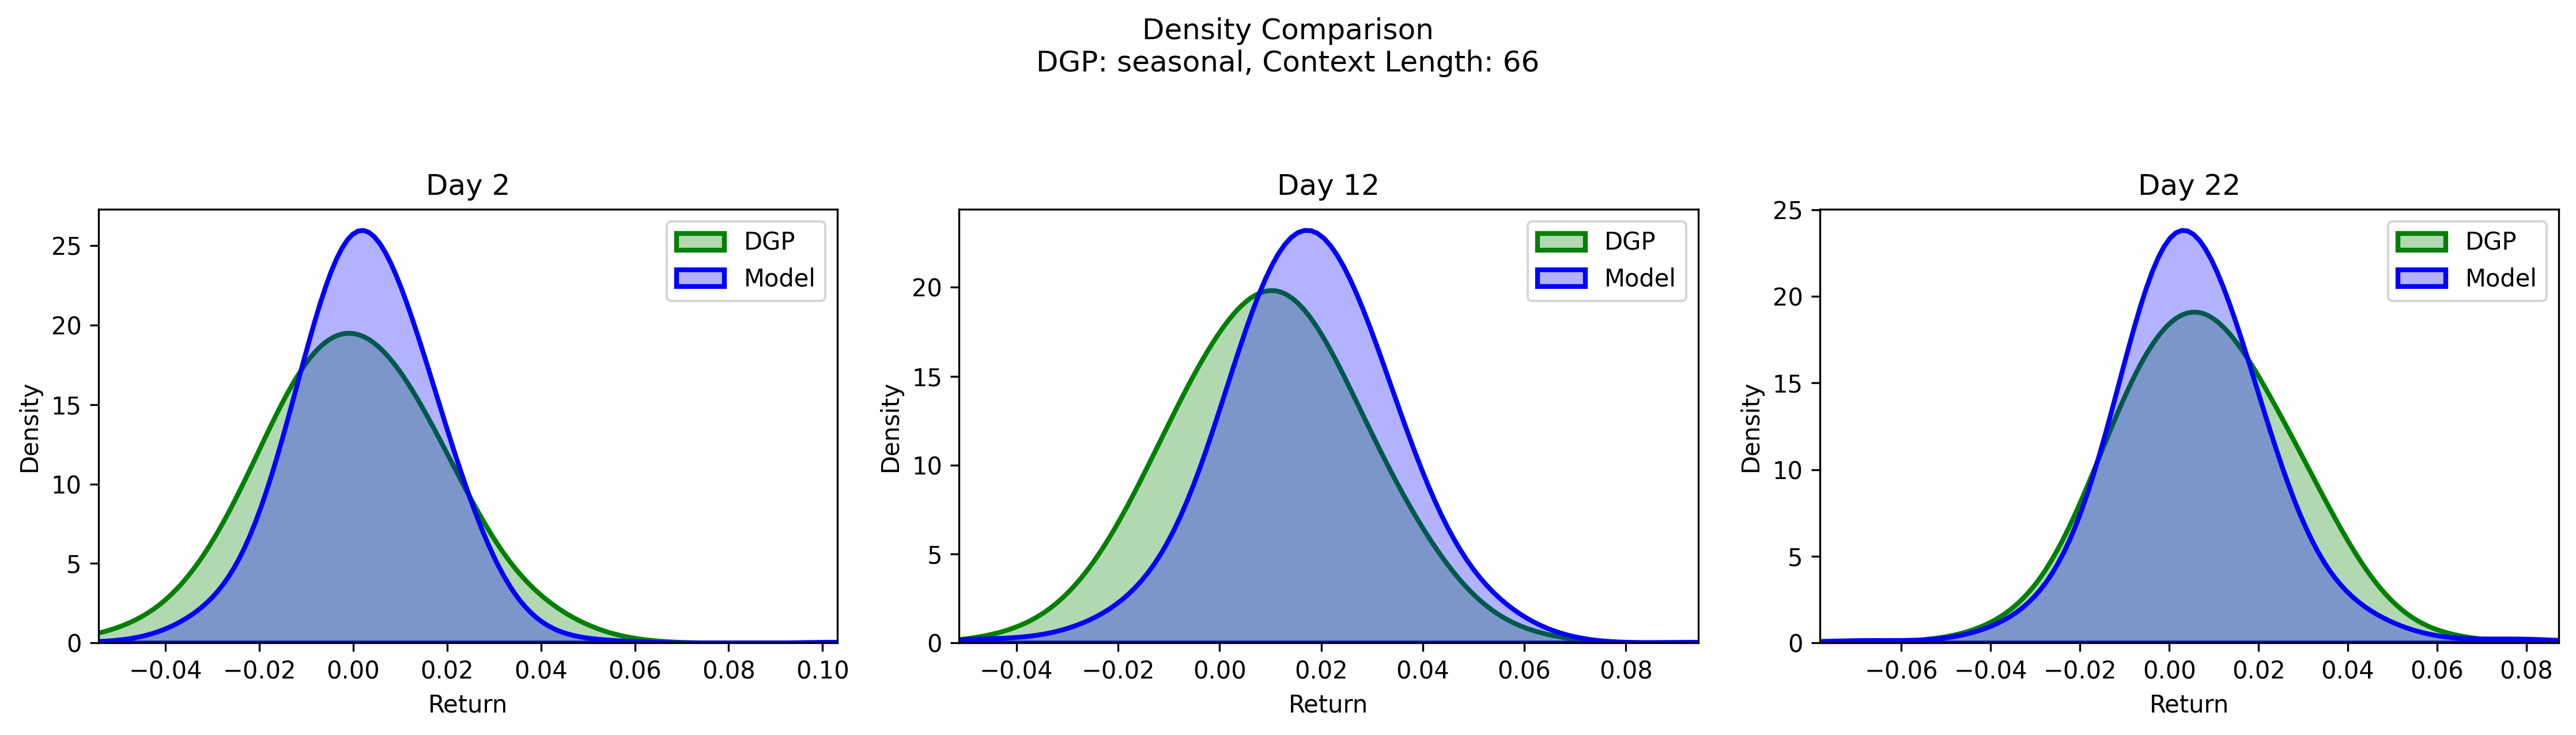 Density Comparison
DGP: seasonal, Context Length: 66
Day 2
DGP
Model
25
20
15
10
5
0
Density
−0.04 −0.02 0.00 0.02 0.04 0.06 0.08 0.10
Return
Day 12
DGP
Model
20
15
10
5
0
Density
−0.04 −0.02 0.00 0.02 0.04 0.06 0.08
Return
Day 22
DGP
Model
25
20
15
10
5
0
Density
−0.06 −0.04 −0.02 0.00 0.02 0.04 0.06 0.08
Return